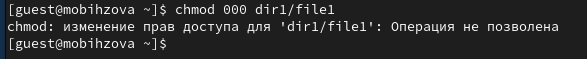 [guest@mobihzova ~]$ chmod 000 dir1/file1
chmod: изменение прав доступа для 'dir1/file1': Операция не позволена
[guest@mobihzova ~]$